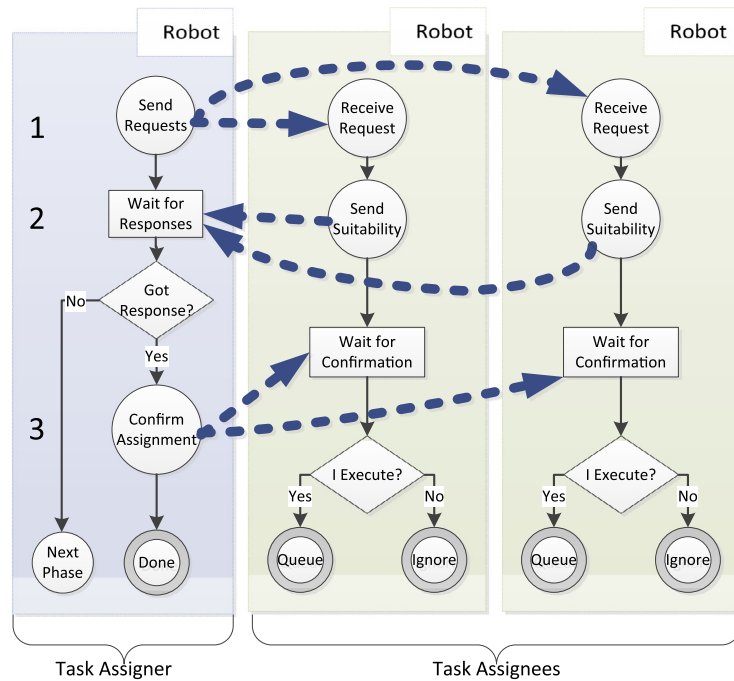 Robot
Robot
Robot
1
Send
Requests
Receive
Request
Receive
Request
2
Wait for
Responses
Send
Suitability
Send
Suitability
Got
Response?
No
Yes
Wait for
Confirmation
Wait for
Confirmation
3
Confirm
Assignment
I Execute?
I Execute?
Yes
No
Yes
No
Next
Phase
Done
Queue
Ignore
Queue
Ignore
Task Assigner
Task Assignees